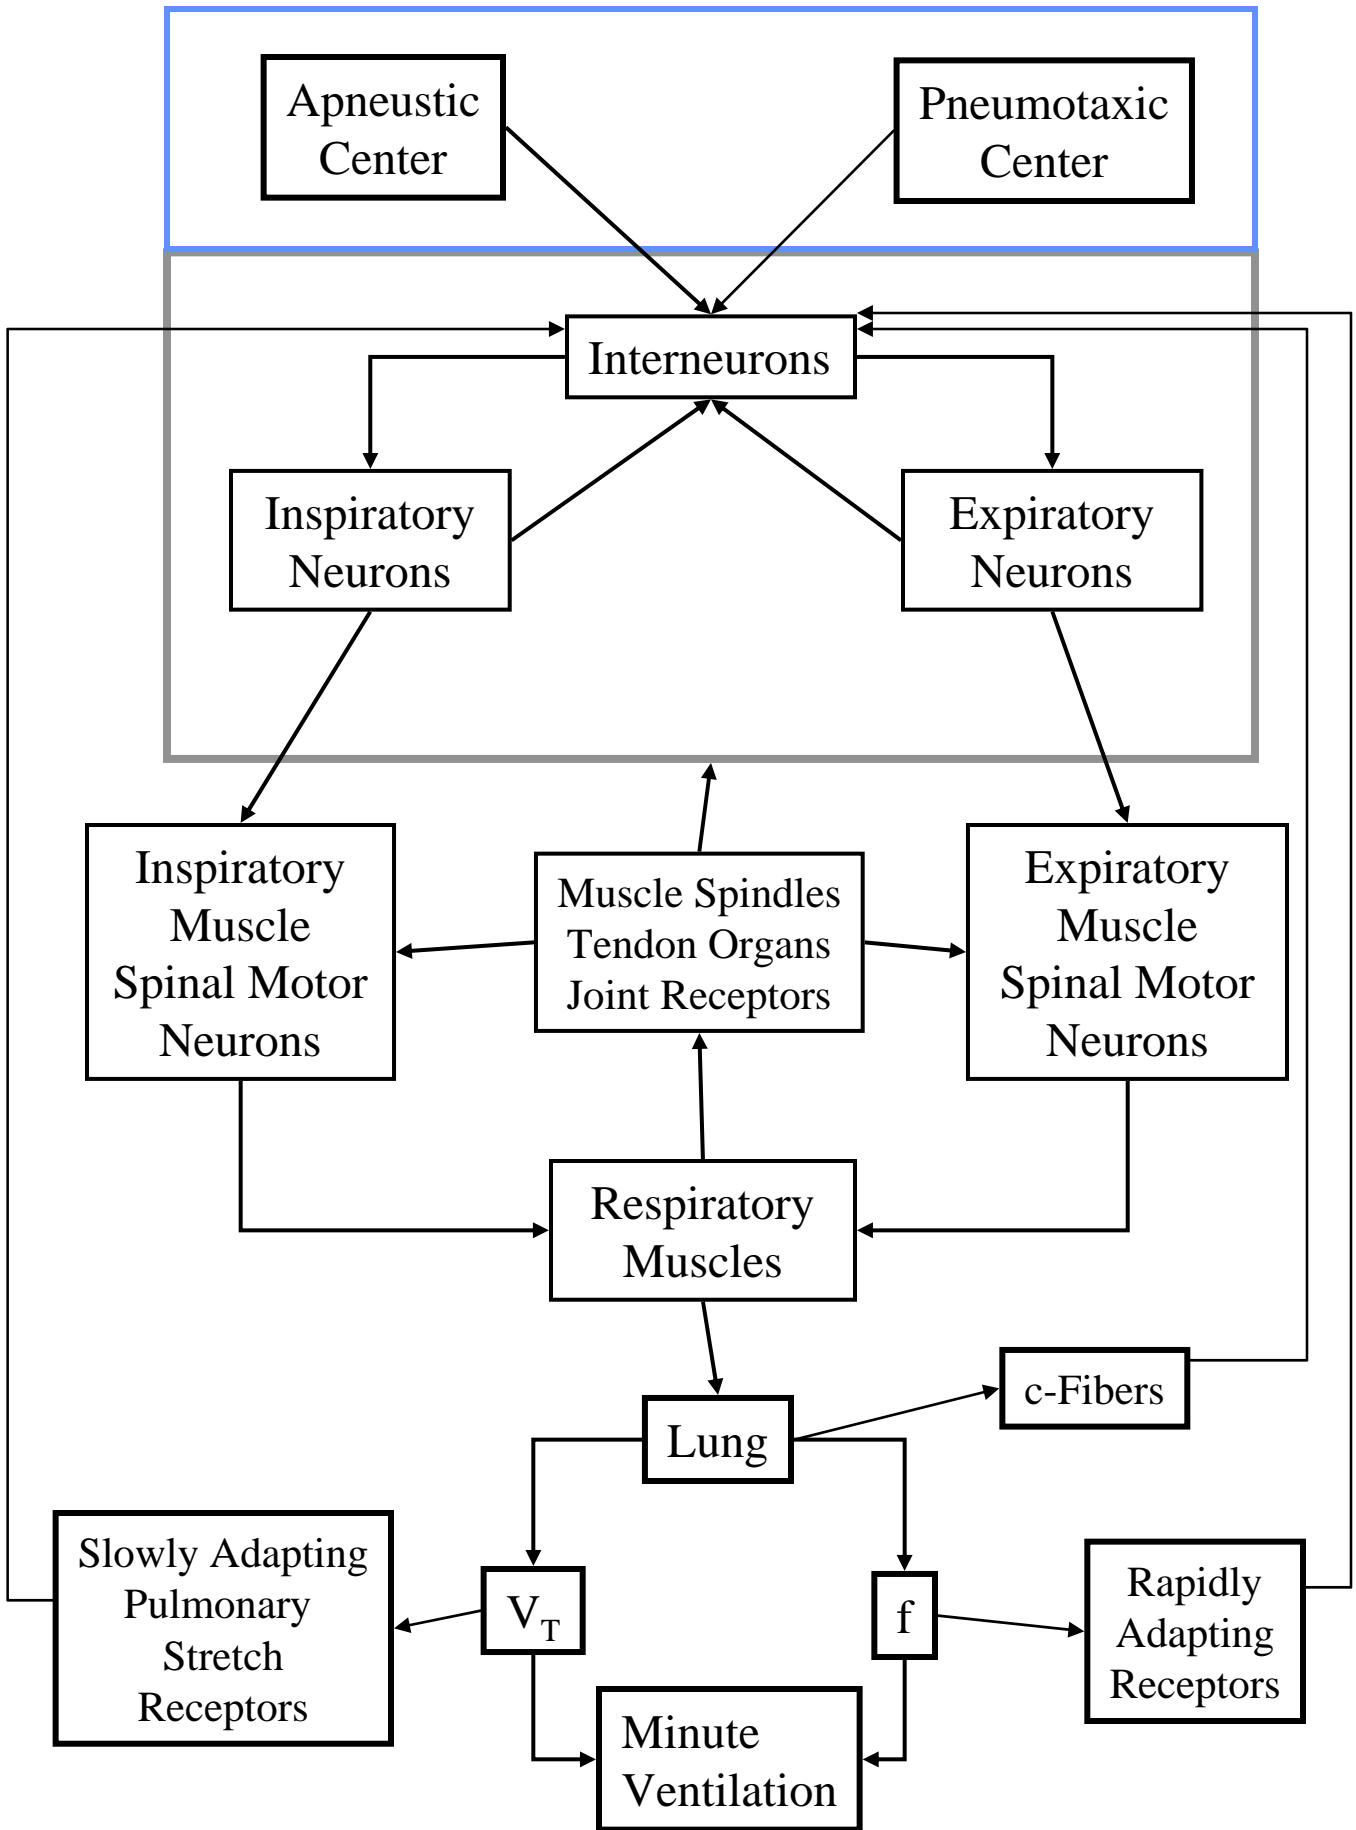 Apneustic
Center
Pneumotaxic
Center
Interneurons
Inspiratory
Neurons
Expiratory
Neurons
Inspiratory
Muscle
Spinal Motor
Neurons
Muscle Spindles
Tendon Organs
Joint Receptors
Expiratory
Muscle
Spinal Motor
Neurons
Respiratory
Muscles
c-Fibers
Lung
Slowly Adapting
Pulmonary
Stretch
Receptors
V_T
f
Rapidly
Adapting
Receptors
Minute
Ventilation